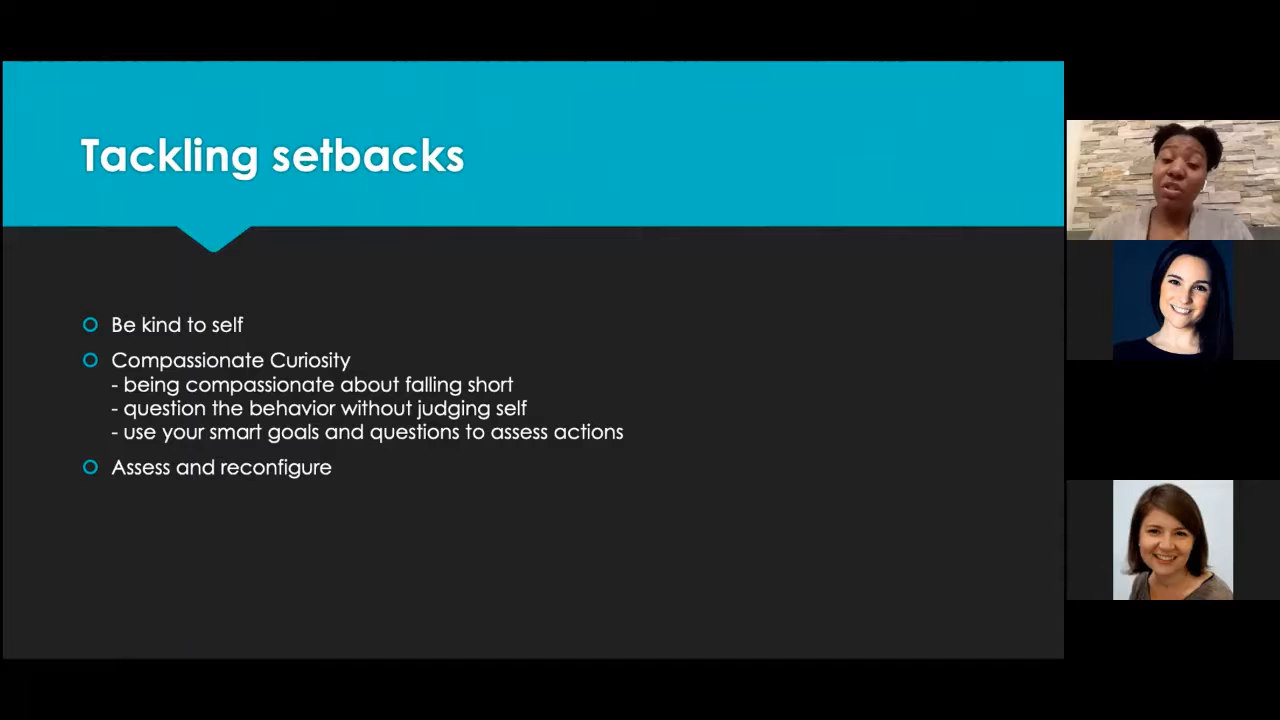 Tackling setbacks
Be kind to self
Compassionate Curiosity
- being compassionate about falling short
- question the behavior without judging self
- use your smart goals and questions to assess actions
Assess and reconfigure